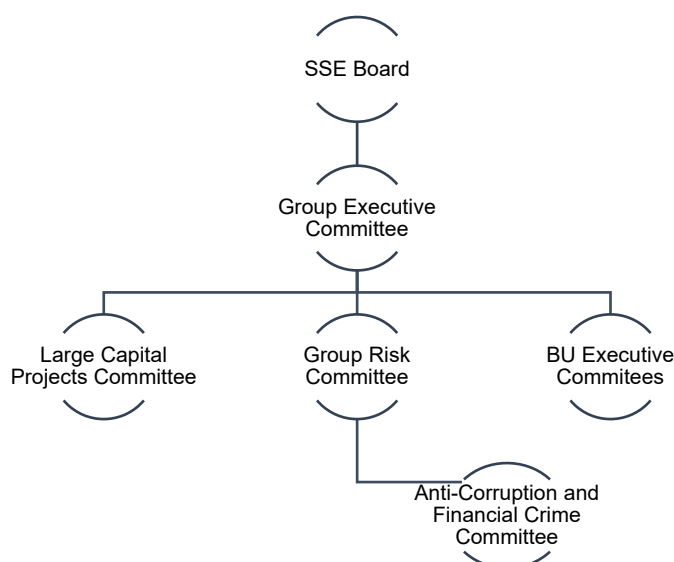 SSE Board
Group Executive
Committee
Large Capital
Projects Committee
Group Risk
Committee
BU Executive
Commitees
Anti-Corruption and
Financial Crime
Committee